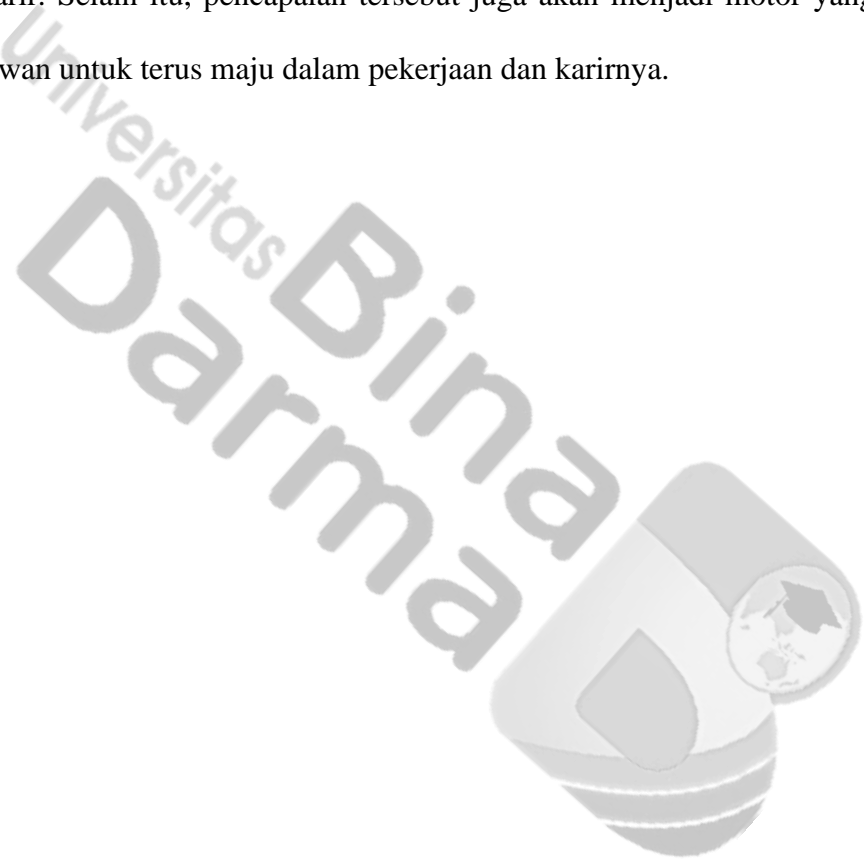 Selain itu, pencapaian tersebut juga akan menjadi motor yang
wan untuk terus maju dalam pekerjaan dan karirnya.
Universitas
Bina
Darma